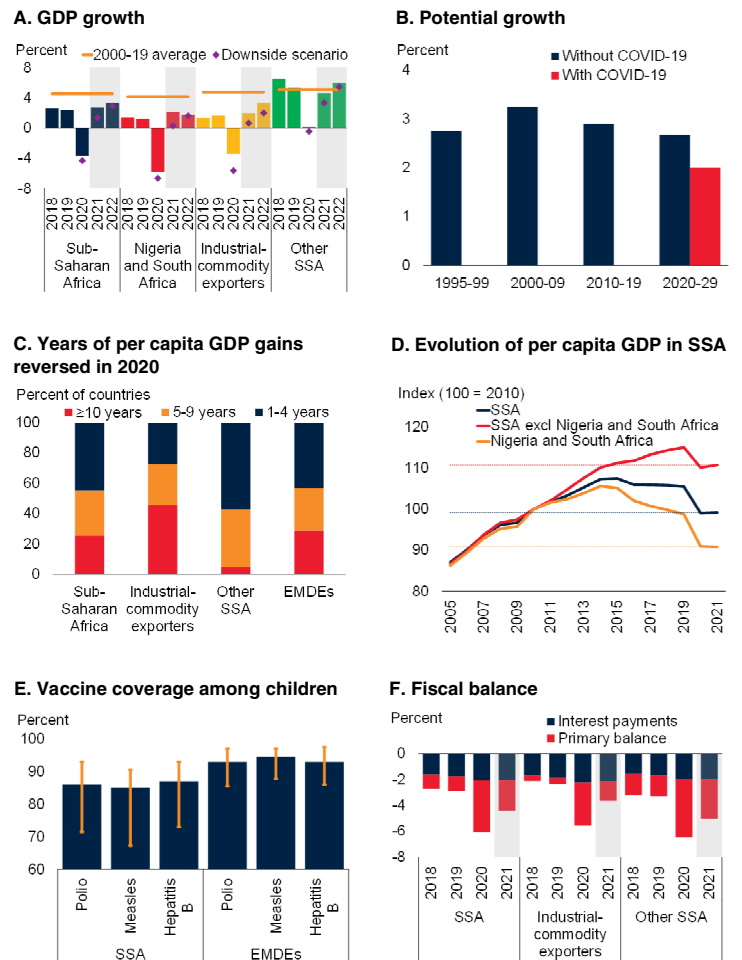 A. GDP growth
Percent
2000-19 average
Downside scenario
8
4
0
-4
-8
2018
2019
2020
2021
2022
2018
2019
2020
2021
2022
2018
2019
2020
2021
2022
2018
2019
2020
2021
2022
Sub-
Saharan
Africa
Nigeria
and South
Africa
Industrial-
commodity
exporters
Other
SSA
B. Potential growth
Percent
Without COVID-19
With COVID-19
4
3
2
1
0
1995-99
2000-09
2010-19
2020-29
C. Years of per capita GDP gains
reversed in 2020
Percent of countries
≥10 years
5-9 years
1-4 years
100
80
60
40
20
0
Sub-
Saharan
Africa
Industrial-
commodity
exporters
Other
SSA
EMDEs
D. Evolution of per capita GDP in SSA
Index (100 = 2010)
SSA
SSA excl Nigeria and South Africa
Nigeria and South Africa
120
110
100
90
80
2005
2007
2009
2011
2013
2015
2017
2019
2021
E. Vaccine coverage among children
Percent
100
90
80
70
60
Polio
Measles
Hepatitis
B
Polio
Measles
Hepatitis
B
SSA
EMDEs
F. Fiscal balance
Percent
Interest payments
Primary balance
0
-2
-4
-6
-8
2018
2019
2020
2021
2018
2019
2020
2021
2018
2019
2020
2021
SSA
Industrial-
commodity
exporters
Other SSA